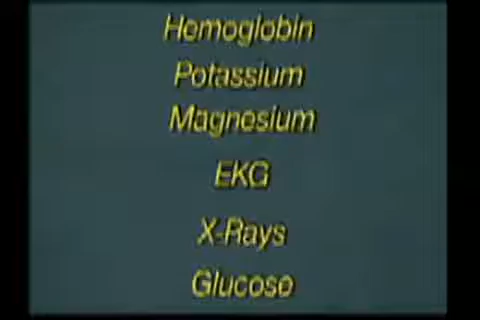 Hemoglobin
Potassium
Magnesium
EKG
X-Rays
Glucose